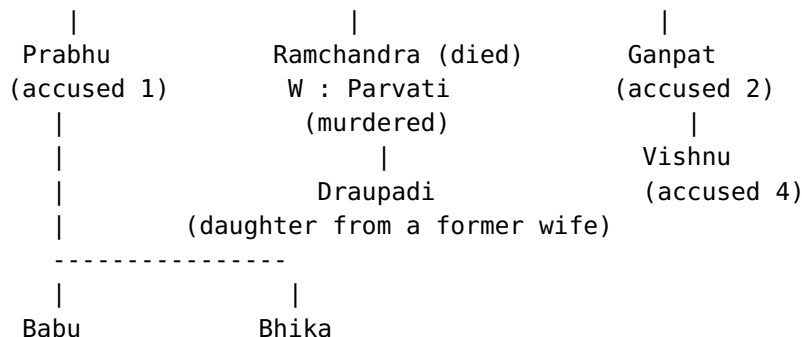 Prabhu Ramchandra (died) Ganpat
(accused 1) W : Parvati (accused 2)
| (murdered) |
| | Vishnu
| Draupadi (accused 4)
| (daughter from a former wife)
----------------
| |
Babu Bhika